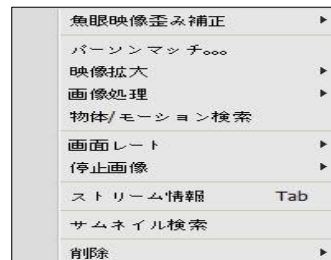 魚眼映像歪み補正
パーソンマッチ...
映像拡大
画像処理
物体/モーション検索
画面レート
停止画像
ストリーム情報 Tab
サムネイル検索
削除